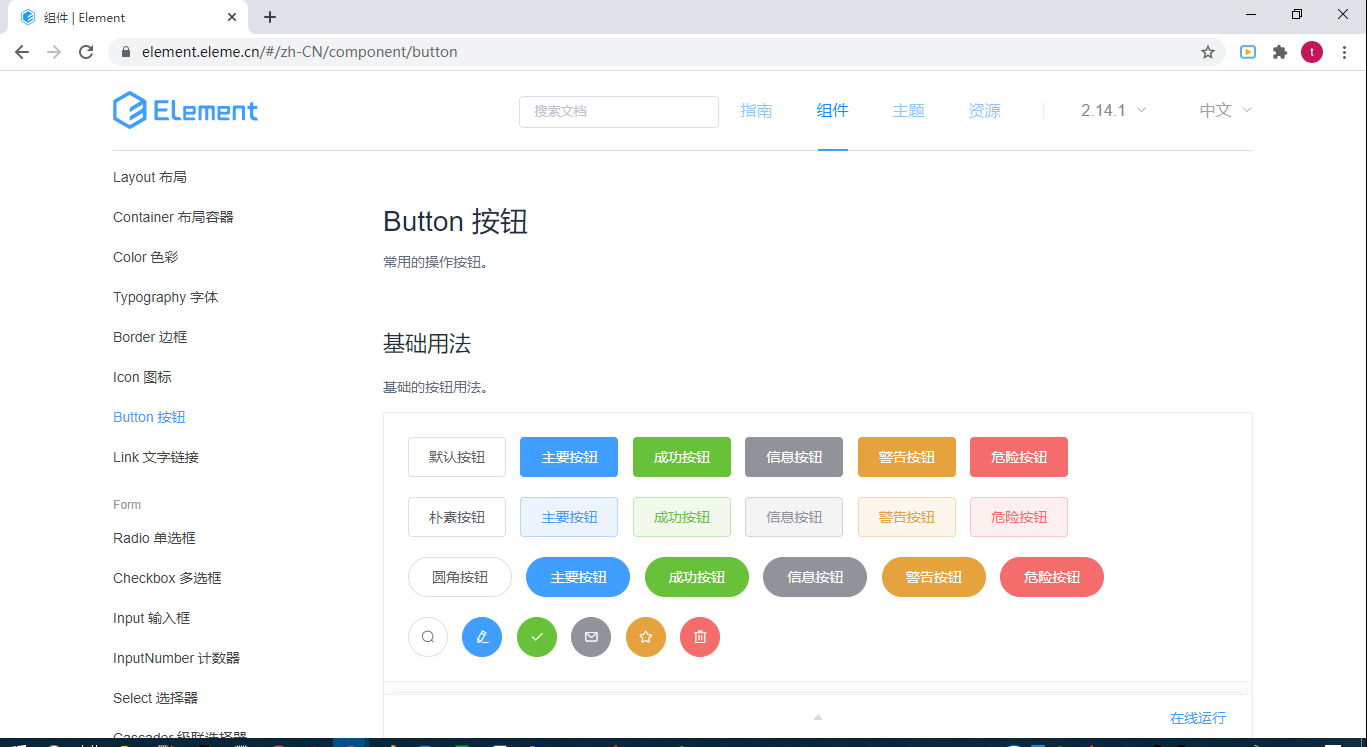 组件 | Element
element.eleme.cn/#/zh-CN/component/button
t
Element
搜索文档
指南
组件
主题
资源
2.14.1
中文
Layout 布局
Container 布局容器
Color 色彩
Typography 字体
Border 边框
Icon 图标
Button 按钮
Link 文字链接
Form
Radio 单选框
Checkbox 多选框
Input 输入框
InputNumber 计数器
Select 选择器
Cascader 级联选择器
Button 按钮
常用的操作按钮。
基础用法
基础的按钮用法。
默认按钮 主要按钮 成功按钮 信息按钮 警告按钮 危险按钮
朴素按钮 主要按钮 成功按钮 信息按钮 警告按钮 危险按钮
圆角按钮 主要按钮 成功按钮 信息按钮 警告按钮 危险按钮
在线运行